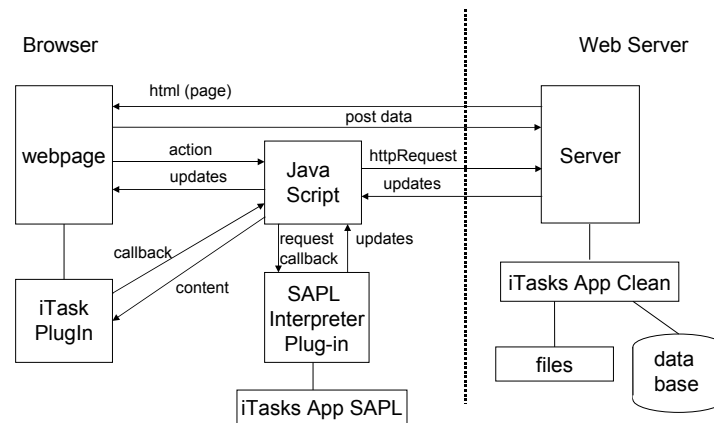 Browser
Web Server
html (page)
post data
webpage
action
updates
Java
Script
httpRequest
updates
Server
callback
content
request
callback
updates
iTask
PlugIn
SAPL
Interpreter
Plug-in
iTasks App SAPL
iTasks App Clean
files
data
base